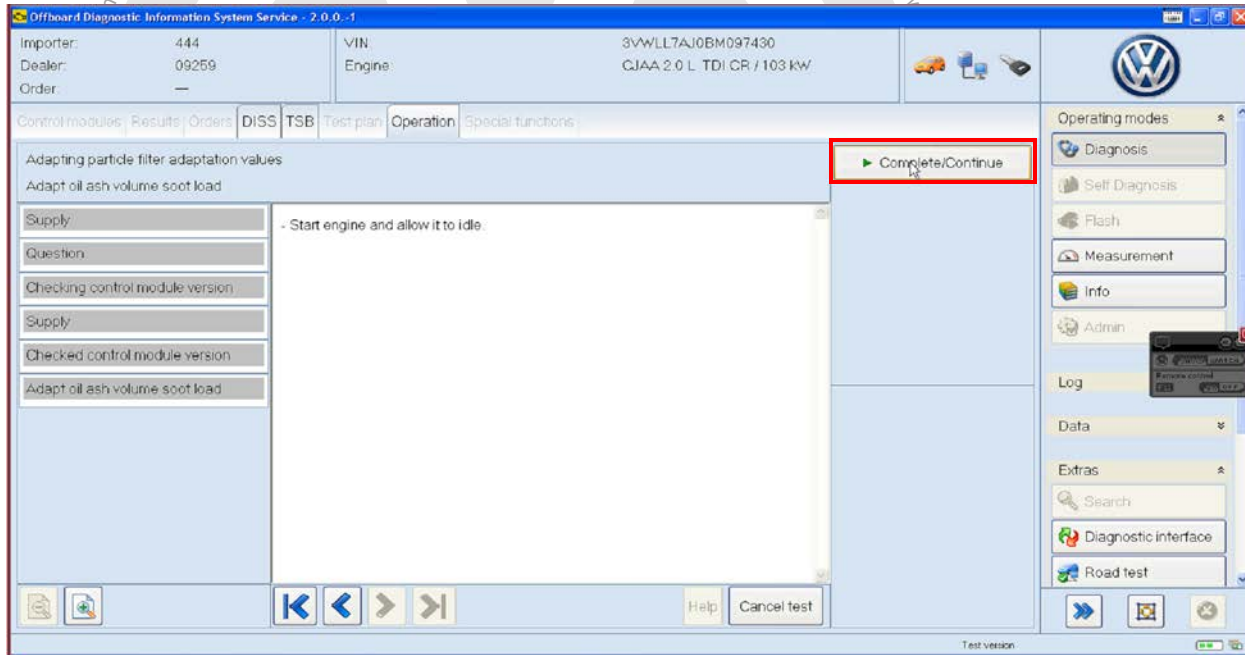 Offboard Diagnostic Information System Service - 2.0.0.-1
Importer: 444
Dealer: 09259
Order: —
VIN: 3VWLL7AJ0BM097430
Engine: CJAA 2.0 L TDI CR / 103 kW
Control modules Results Orders DISS TSB Test plan Operation Special functions
Adapting particle filter adaptation values
Adapt oil ash volume soot load
Complete/Continue
Supply
Question
Checking control module version
Supply
Checked control module version
Adapt oil ash volume soot load
- Start engine and allow it to idle.
Help
Cancel test
Operating modes
Diagnosis
Self Diagnosis
Flash
Measurement
Info
Admin
Log
Data
Extras
Search
Diagnostic interface
Road test
Test version